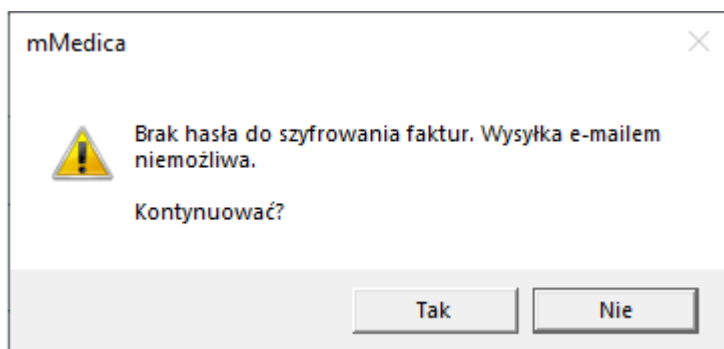 mMedica
Brak hasła do szyfrowania faktur. Wysyłka e-mailem
niemożliwa.
Kontynuować?
Tak
Nie